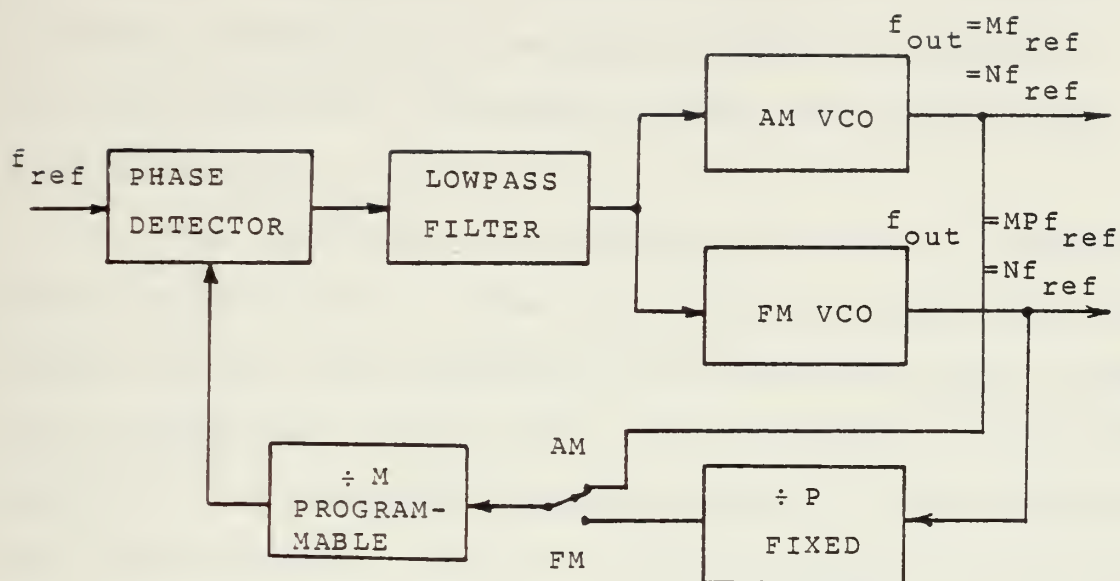 f_out=Mf_ref
=Nf_ref
AM VCO
f_ref
PHASE
DETECTOR
LOWPASS
FILTER
f_out =MPf_ref
=Nf_ref
FM VCO
AM
÷ M
PROGRAM-
MABLE
÷ P
FIXED
FM